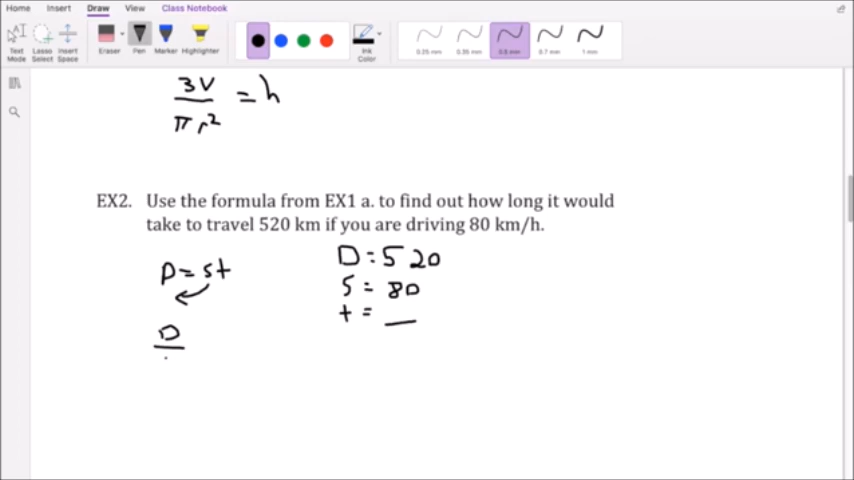 Home Insert Draw View Class Notebook
Text Mode Lasso Select Insert Space Eraser Pen Marker Highlighter Ink Color 0.25 mm 0.35 mm 0.5 mm 0.7 mm 1 mm
3V
— = h
πr²
EX2. Use the formula from EX1 a. to find out how long it would
take to travel 520 km if you are driving 80 km/h.
D = st
D = 520
S = 80
t = __
D